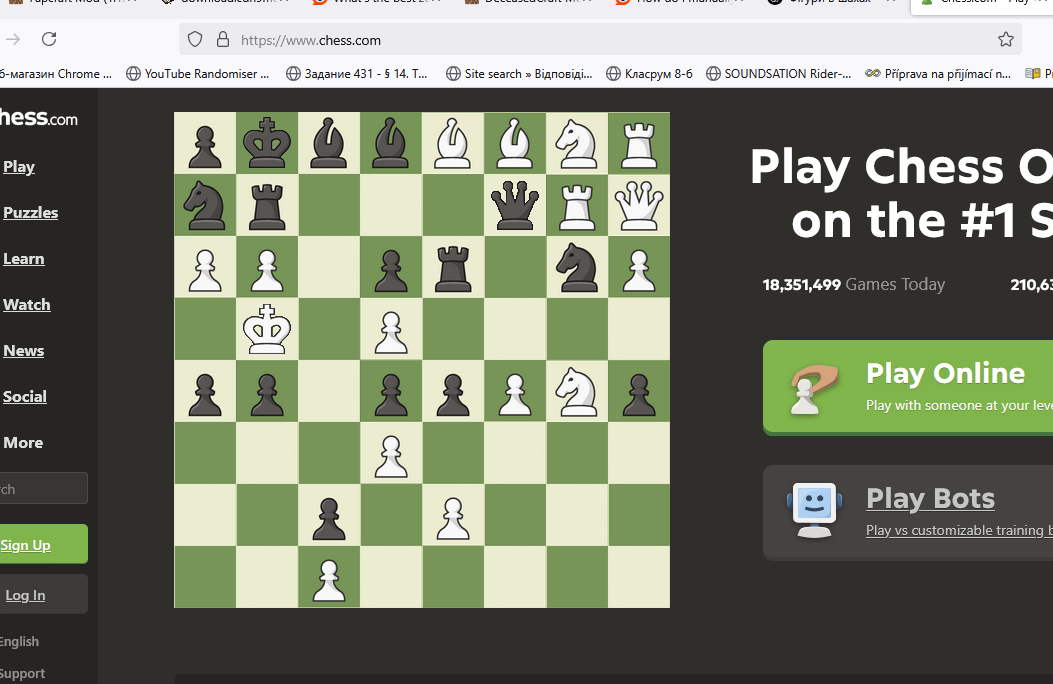 https://www.chess.com
YouTube Randomiser ...
Задание 431 - § 14. Т...
Site search » Відповіді...
Класрум 8-б
SOUNDSATION Rider-...
Příprava na přijímací n...
б-магазин Chrome ...
hess.com
Play
Puzzles
Learn
Watch
News
Social
More
rch
Sign Up
Log In
English
Support
Play Chess O
on the #1 S
18,351,499 Games Today
210,63
Play Online
Play with someone at your leve
Play Bots
Play vs customizable training b